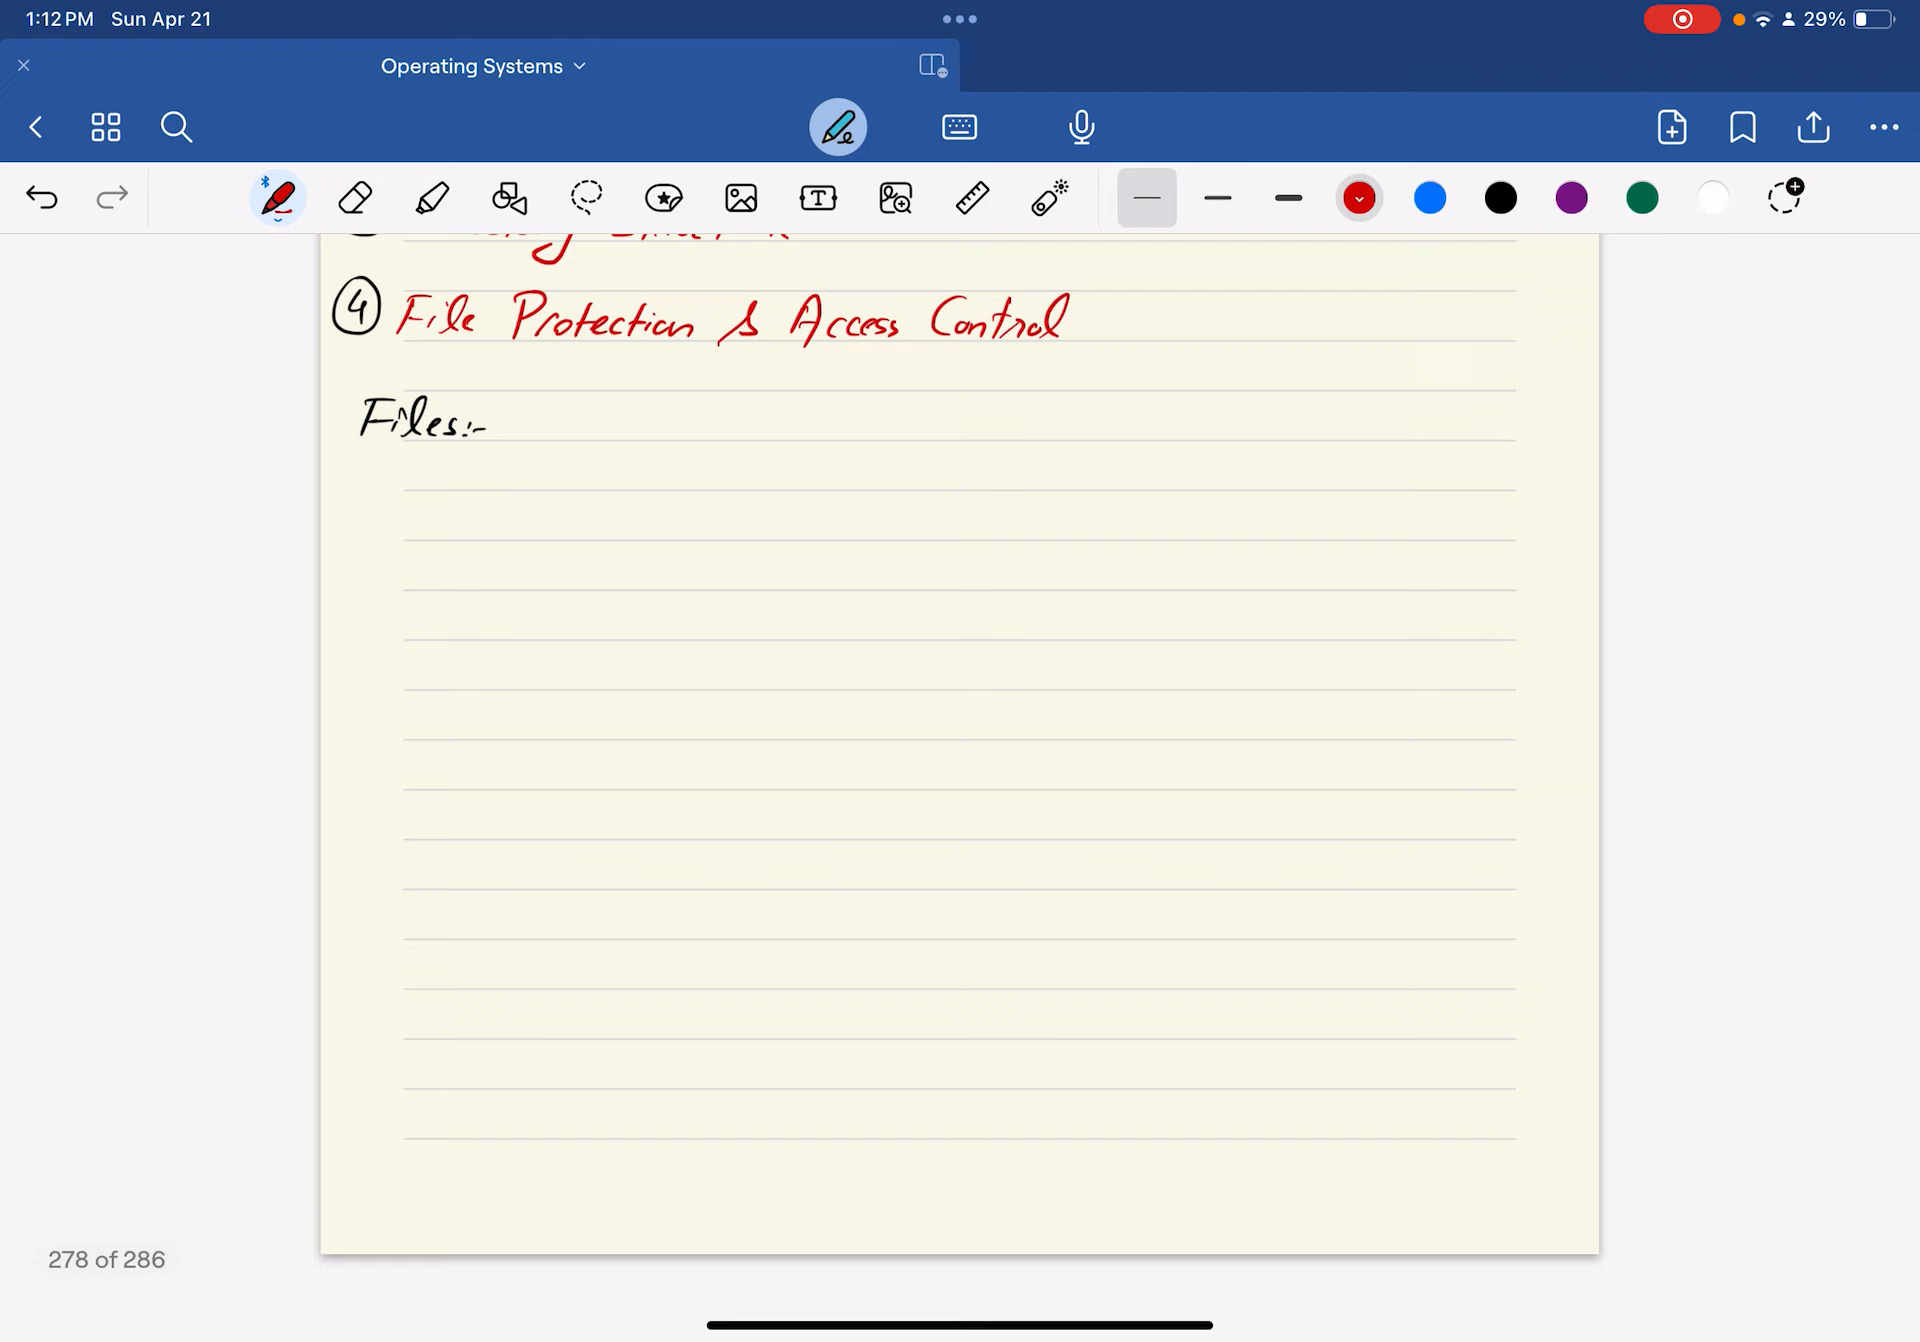 1:12 PM Sun Apr 21
29%
Operating Systems
④ File Protection & Access Control
Files:-
278 of 286